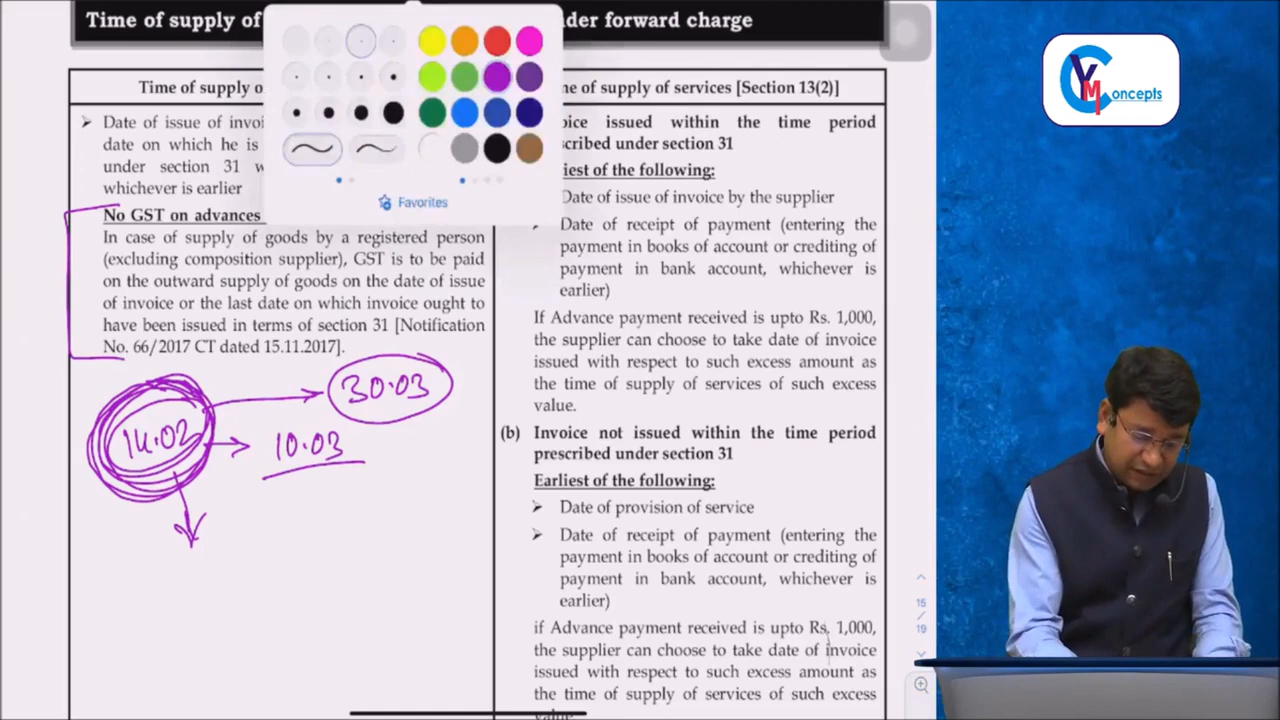 Time of supply of
der forward charge
Time of supply o
ne of supply of services [Section 13(2)]
➤ Date of issue of invoi
date on which he is
under section 31 w
whichever is earlier
No GST on advances
In case of supply of goods by a registered person
(excluding composition supplier), GST is to be paid
on the outward supply of goods on the date of issue
of invoice or the last date on which invoice ought to
have been issued in terms of section 31 [Notification
No. 66/2017 CT dated 15.11.2017].
14.02
30.03
10.03
oice issued within the time period
scribed under section 31
iest of the following:
Date of issue of invoice by the supplier
Date of receipt of payment (entering the
payment in books of account or crediting of
payment in bank account, whichever is
earlier)
If Advance payment received is upto Rs. 1,000,
the supplier can choose to take date of invoice
issued with respect to such excess amount as
the time of supply of services of such excess
value.
(b) Invoice not issued within the time period
prescribed under section 31
Earliest of the following:
➤ Date of provision of service
➤ Date of receipt of payment (entering the
payment in books of account or crediting of
payment in bank account, whichever is
earlier)
if Advance payment received is upto Rs. 1,000,
the supplier can choose to take date of invoice
issued with respect to such excess amount as
the time of supply of services of such excess
value
Favorites
15
/
19
CYM
oncepts